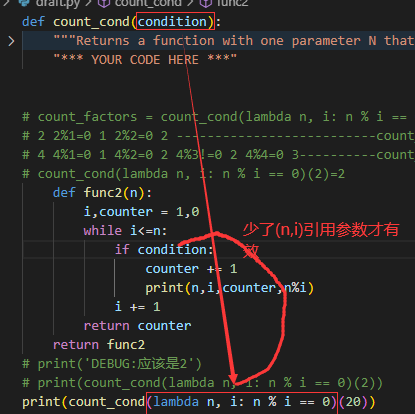 draft.py > count_cond > func2
def count_cond(condition):
"""Returns a function with one parameter N that
"*** YOUR CODE HERE ***"
# count_factors = count_cond(lambda n, i: n % i ==
# 2 2%1=0 1 2%2=0 2 -------------------------count
# 4 4%1=0 1 4%2=0 2 4%3!=0 2 4%4=0 3----------count
# count_cond(lambda n, i: n % i == 0)(2)=2
def func2(n):
i,counter = 1,0
while i<=n:
少了(n,i)引用参数才有
效
if condition:
counter += 1
print(n,i,counter,n%i)
i += 1
return counter
return func2
# print('DEBUG:应该是2')
# print(count_cond(lambda n, i: n % i == 0)(2))
print(count_cond(lambda n, i: n % i == 0)(20))